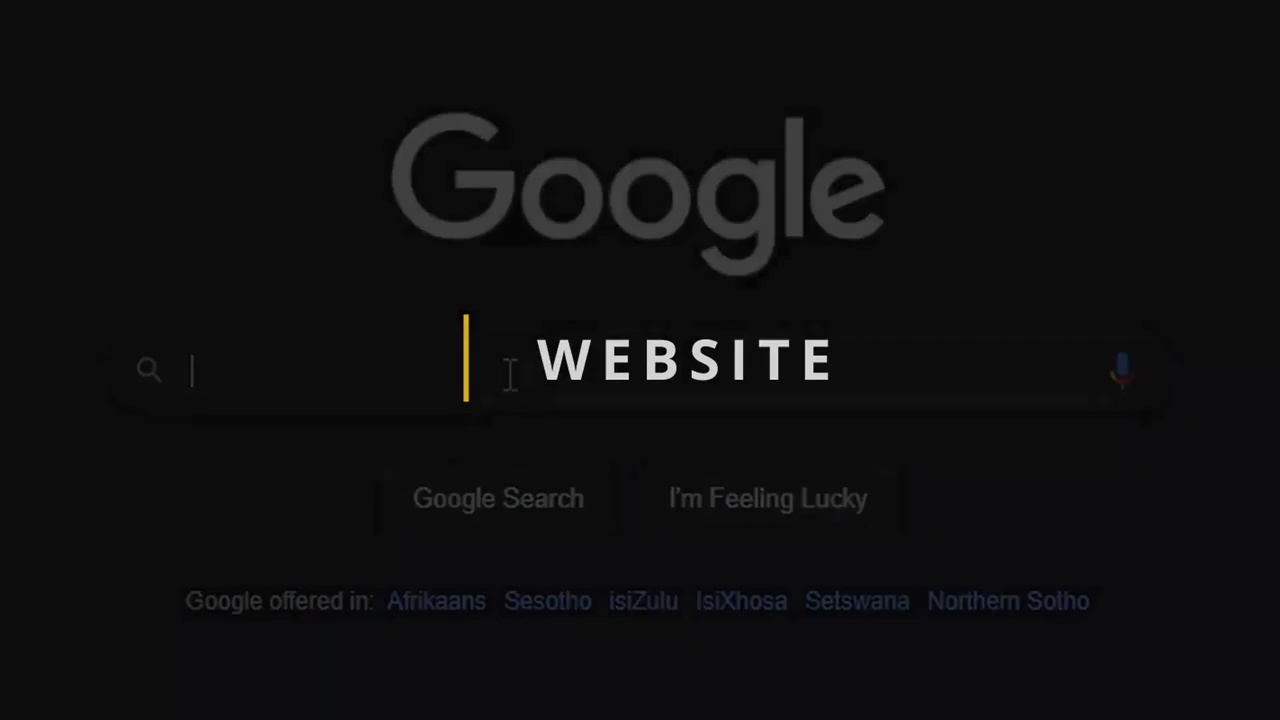 Google
WEBSITE
Google Search I'm Feeling Lucky
Google offered in: Afrikaans Sesotho isiZulu IsiXhosa Setswana Northern Sotho